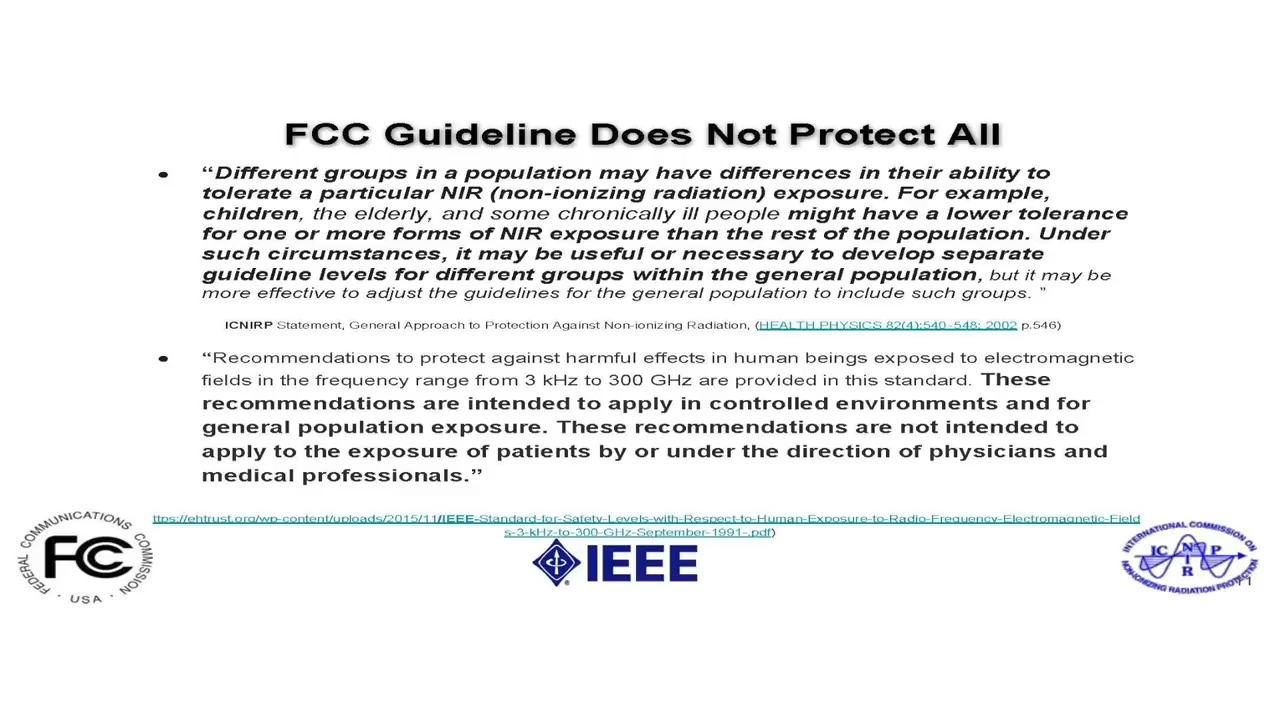 FCC Guideline Does Not Protect All
• “Different groups in a population may have differences in their ability to
tolerate a particular NIR (non-ionizing radiation) exposure. For example,
children, the elderly, and some chronically ill people might have a lower tolerance
for one or more forms of NIR exposure than the rest of the population. Under
such circumstances, it may be useful or necessary to develop separate
guideline levels for different groups within the general population, but it may be
more effective to adjust the guidelines for the general population to include such groups. ”
ICNIRP Statement, General Approach to Protection Against Non-ionizing Radiation, (HEALTH PHYSICS 82(4):540-548; 2002 p.546)
• “Recommendations to protect against harmful effects in human beings exposed to electromagnetic
fields in the frequency range from 3 kHz to 300 GHz are provided in this standard. These
recommendations are intended to apply in controlled environments and for
general population exposure. These recommendations are not intended to
apply to the exposure of patients by or under the direction of physicians and
medical professionals.”
ttps://ehtrust.org/wp-content/uploads/2015/11/IEEE-Standard-for-Safety-Levels-with-Respect-to-Human-Exposure-to-Radio-Frequency-Electromagnetic-Field
s-3-kHz-to-300-GHz-September-1991-.pdf)
FEDERAL COMMUNICATIONS COMMISSION
FCC
· USA ·
IEEE
®
INTERNATIONAL COMMISSION ON
IC N P
I
R
NON-IONIZING RADIATION PROTECTION